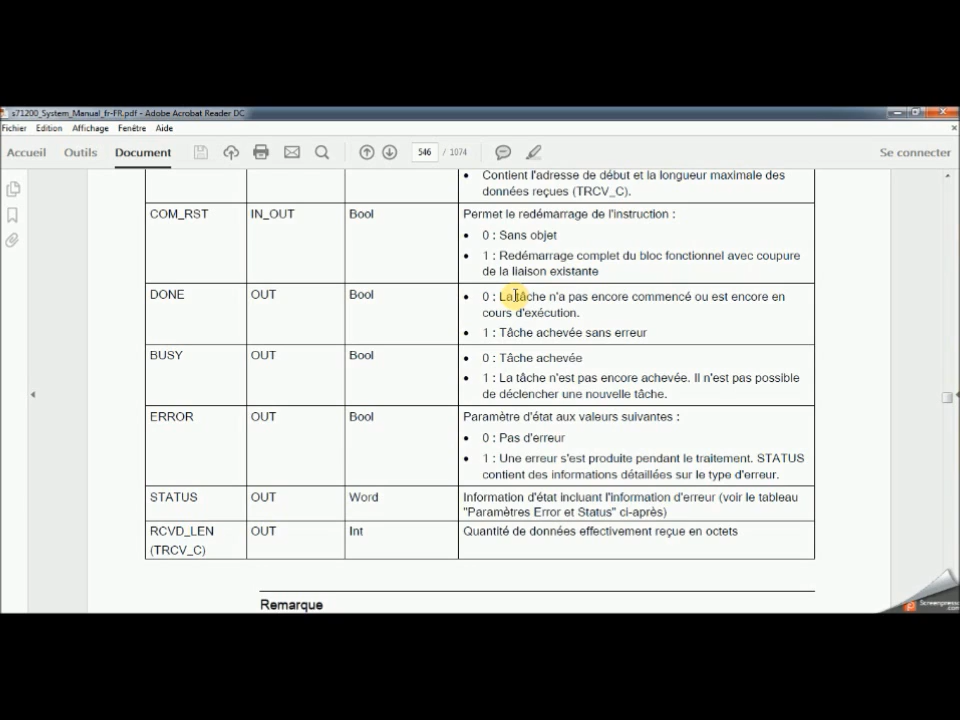 s71200_System_Manual_fr-FR.pdf - Adobe Acrobat Reader DC
Fichier Edition Affichage Fenêtre Aide
Accueil Outils Document 546 / 1074 Se connecter
• Contient l'adresse de début et la longueur maximale des
données reçues (TRCV_C).
COM_RST IN_OUT Bool Permet le redémarrage de l'instruction :
• 0 : Sans objet
• 1 : Redémarrage complet du bloc fonctionnel avec coupure
de la liaison existante
DONE OUT Bool • 0 : La tâche n'a pas encore commencé ou est encore en
cours d'exécution.
• 1 : Tâche achevée sans erreur
BUSY OUT Bool • 0 : Tâche achevée
• 1 : La tâche n'est pas encore achevée. Il n'est pas possible
de déclencher une nouvelle tâche.
ERROR OUT Bool Paramètre d'état aux valeurs suivantes :
• 0 : Pas d'erreur
• 1 : Une erreur s'est produite pendant le traitement. STATUS
contient des informations détaillées sur le type d'erreur.
STATUS OUT Word Information d'état incluant l'information d'erreur (voir le tableau
"Paramètres Error et Status" ci-après)
RCVD_LEN OUT Int Quantité de données effectivement reçue en octets
(TRCV_C)
Remarque